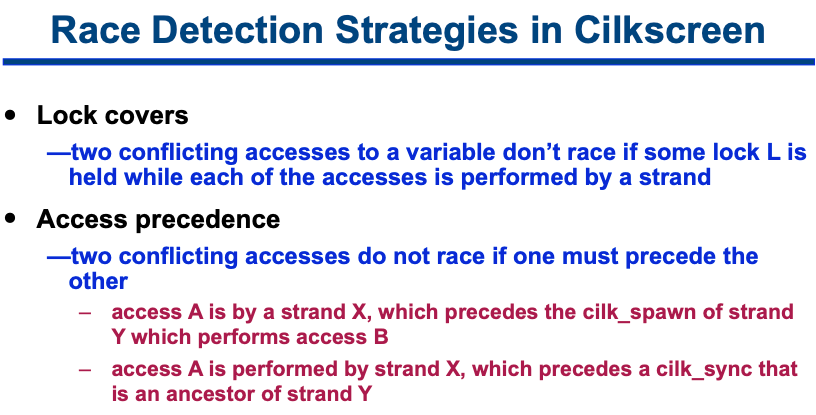 Race Detection Strategies in Cilkscreen
• Lock covers
—two conflicting accesses to a variable don’t race if some lock L is
held while each of the accesses is performed by a strand
• Access precedence
—two conflicting accesses do not race if one must precede the
other
– access A is by a strand X, which precedes the cilk_spawn of strand
Y which performs access B
– access A is performed by strand X, which precedes a cilk_sync that
is an ancestor of strand Y